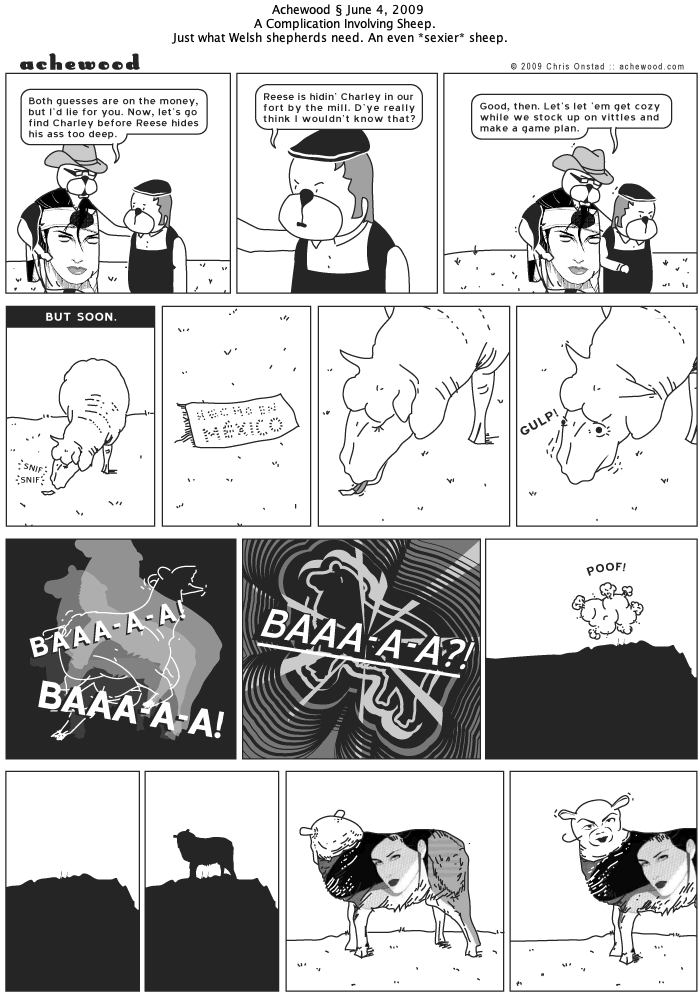 Achewood § June 4, 2009
A Complication Involving Sheep.
Just what Welsh shepherds need. An even *sexier* sheep.
achewood
© 2009 Chris Onstad :: achewood.com
Both guesses are on the money,
but I'd lie for you. Now, let's go
find Charley before Reese hides
his ass too deep.
Reese is hidin' Charley in our
fort by the mill. D'ye really
think I wouldn't know that?
Good, then. Let's let 'em get cozy
while we stock up on vittles and
make a game plan.
BUT SOON.
SNIF
SNIF
HECHO EN
MÉXICO
GULP!
BAAA-A-A!
BAAA-A-A!
BAAA-A-A?!
POOF!